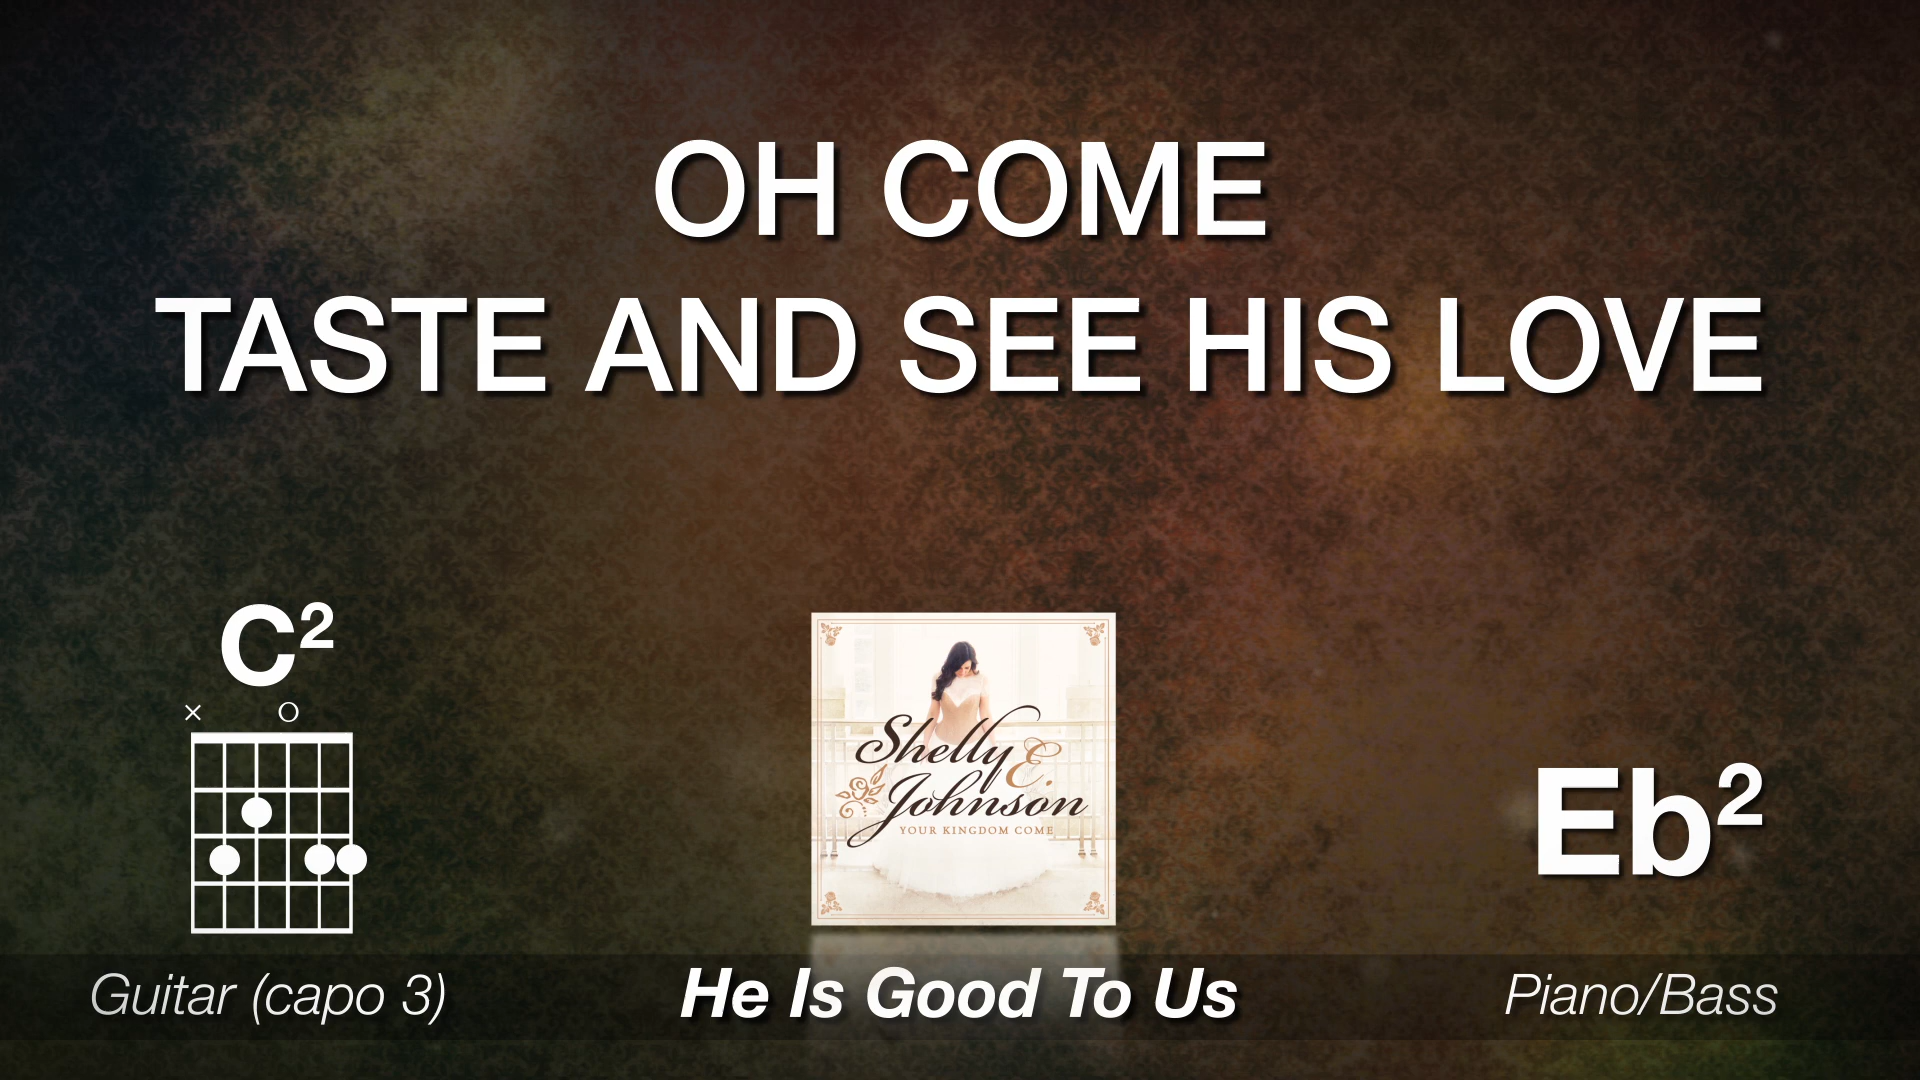 OH COME
TASTE AND SEE HIS LOVE
C²
× O
Shelly E.
Johnson
YOUR KINGDOM COME
Eb²
Guitar (capo 3)
He Is Good To Us
Piano/Bass